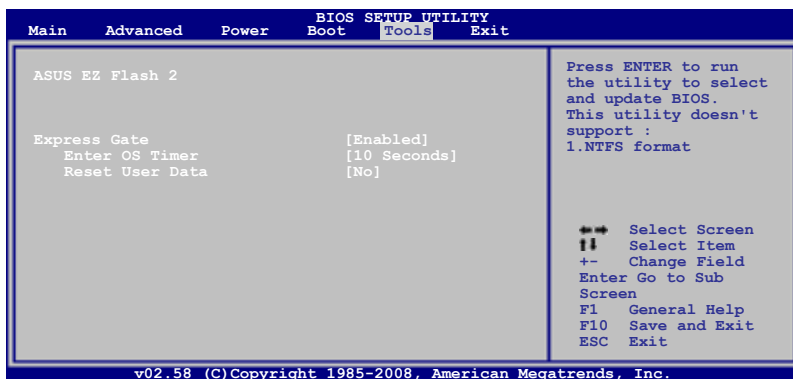 BIOS SETUP UTILITY
Main Advanced Power Boot Tools Exit
ASUS EZ Flash 2
Express Gate [Enabled]
Enter OS Timer [10 Seconds]
Reset User Data [No]
Press ENTER to run
the utility to select
and update BIOS.
This utility doesn't
support :
1.NTFS format
←→ Select Screen
↑↓ Select Item
+- Change Field
Enter Go to Sub
Screen
F1 General Help
F10 Save and Exit
ESC Exit
v02.58 (C)Copyright 1985-2008, American Megatrends, Inc.